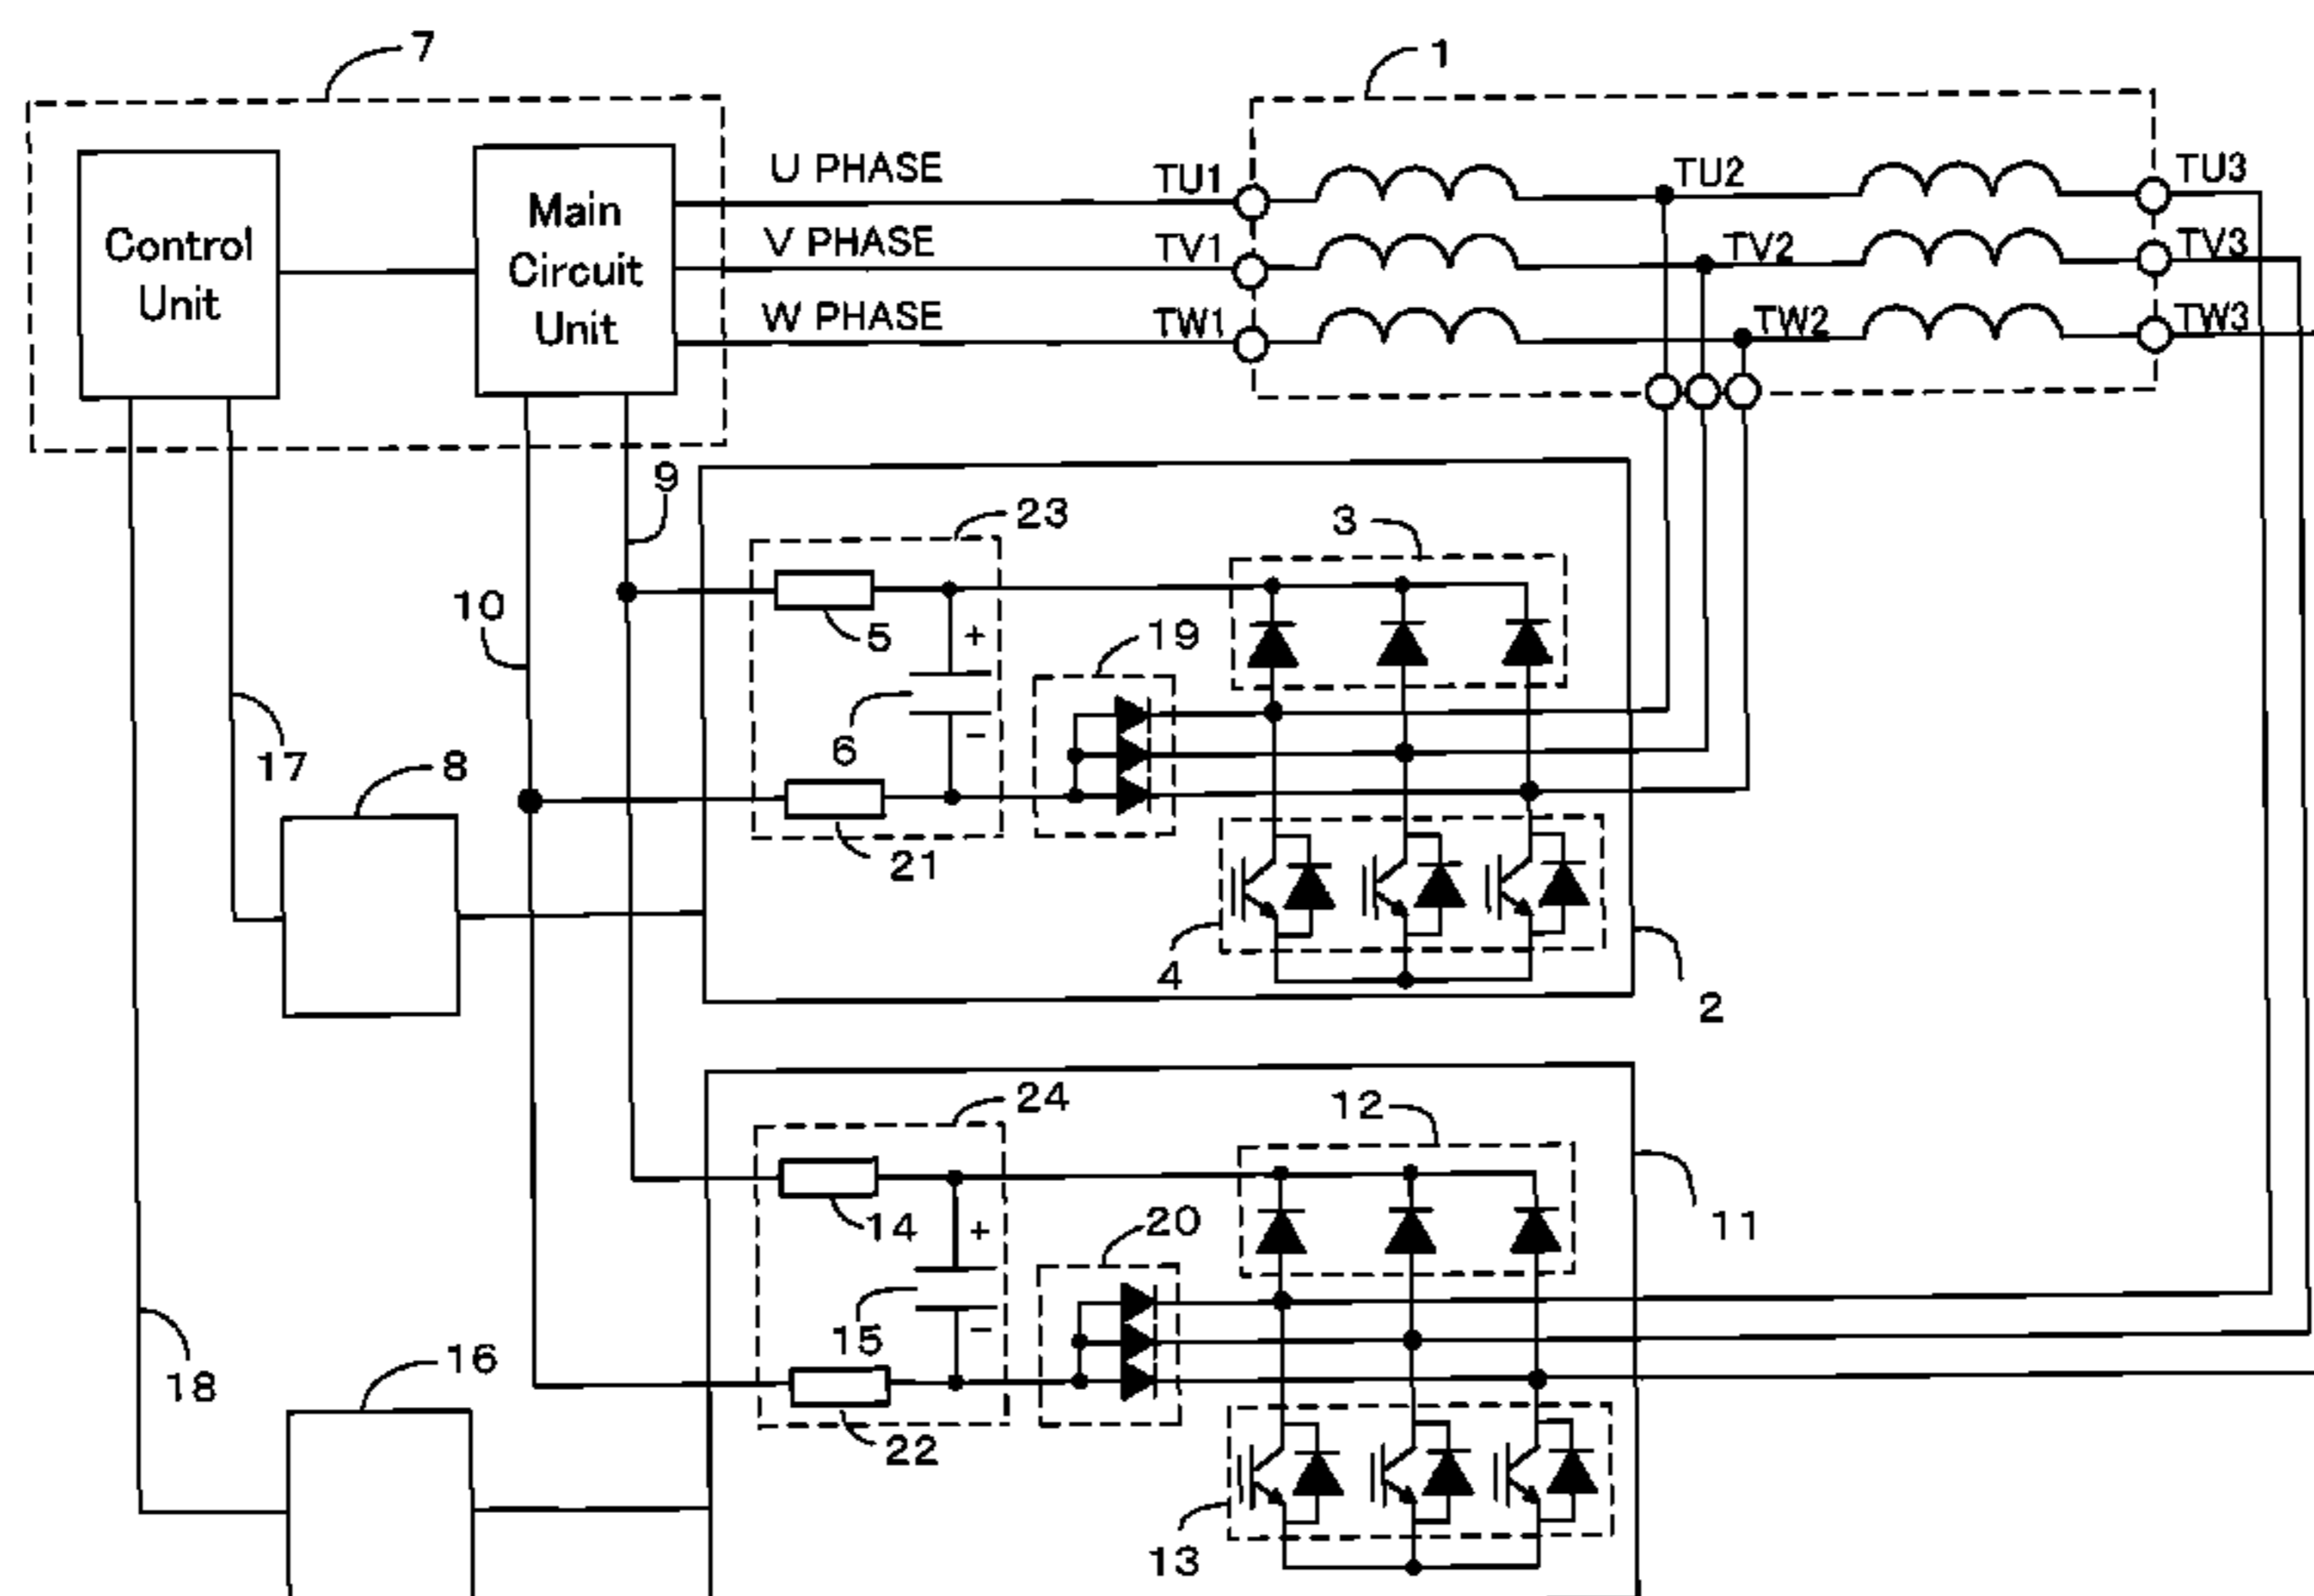 7
1
Control
Unit
Main
Circuit
Unit
U PHASE
V PHASE
W PHASE
TU1
TV1
TW1
TU2
TV2
TW2
TU3
TV3
TW3
9
23
3
10
5
+
19
6
−
17
8
21
4
2
24
12
14
+
20
11
15
−
18
16
22
13